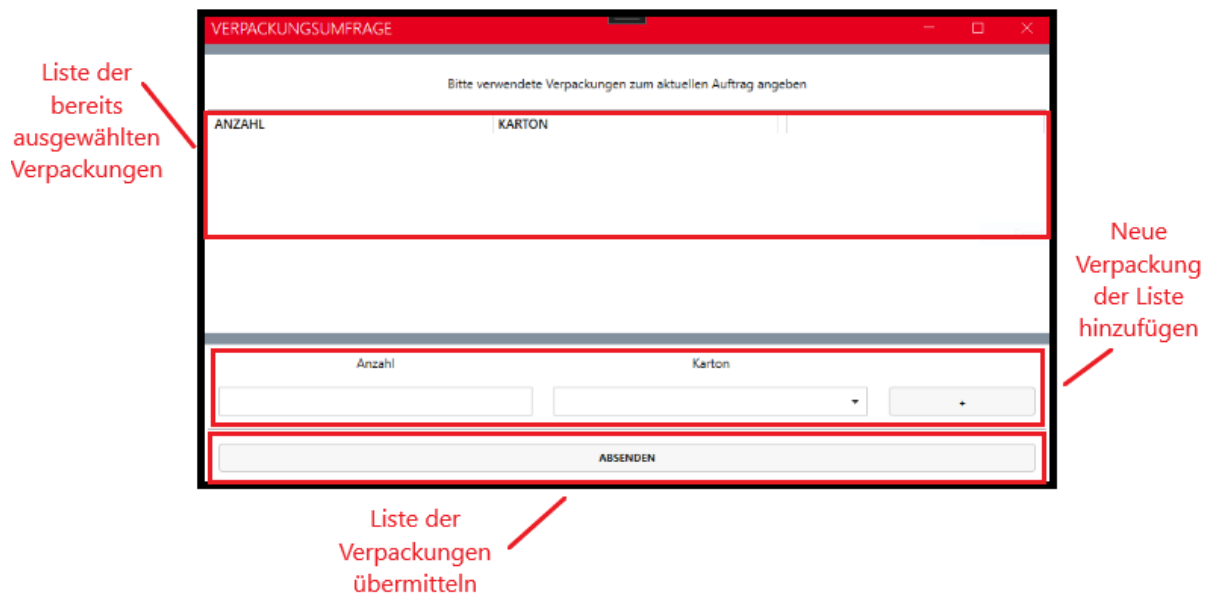 VERPACKUNGSUMFRAGE
Bitte verwendete Verpackungen zum aktuellen Auftrag angeben
Liste der
bereits
ausgewählten
Verpackungen
ANZAHL KARTON
Neue
Verpackung
der Liste
hinzufügen
Anzahl Karton
+
ABSENDEN
Liste der
Verpackungen
übermitteln